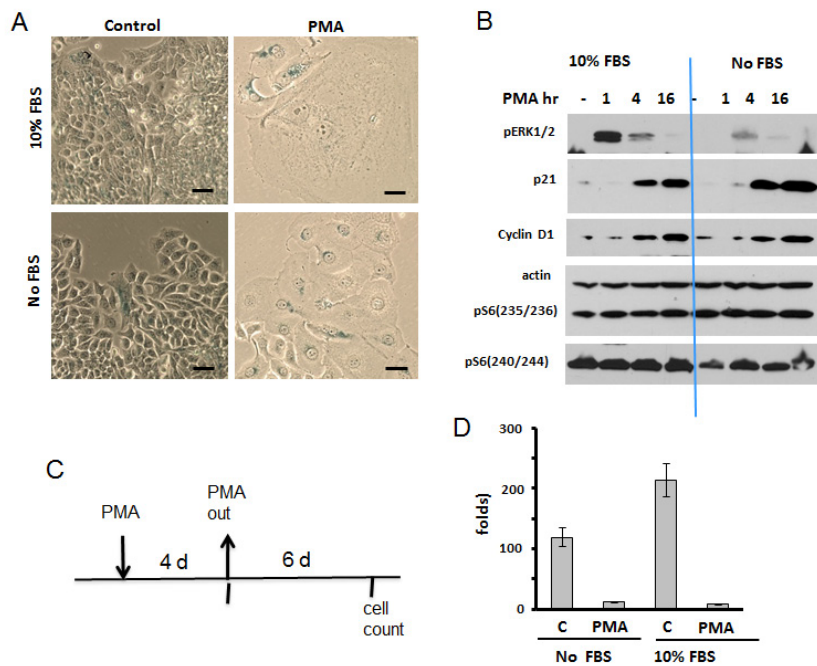 A
Control
PMA
10% FBS
No FBS
B
10% FBS
No FBS
PMA hr
- 1 4 16 - 1 4 16
pERK1/2
p21
Cyclin D1
actin
pS6(235/236)
pS6(240/244)
C
PMA
PMA
out
4 d
6 d
cell
count
D
folds)
300
200
100
0
C PMA C PMA
No FBS 10% FBS